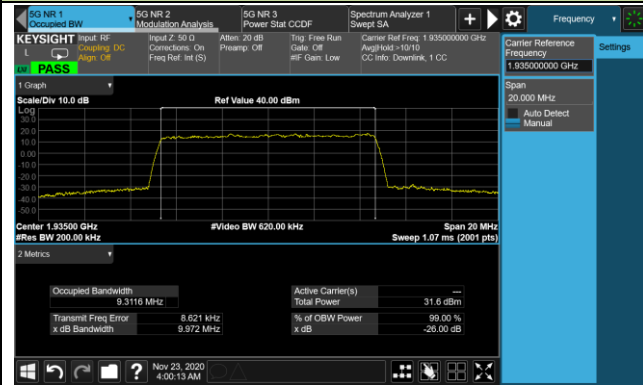 5G NR 1
Occupied BW
5G NR 2
Modulation Analysis
5G NR 3
Power Stat CCDF
Spectrum Analyzer 1
Swept SA
Frequency
KEYSIGHT
L
PASS
Input: RF
Coupling: DC
Align: Off
Input Z: 50 Ω
Corrections: On
Freq Ref: Int (S)
Atten: 20 dB
Preamp: Off
Trig: Free Run
Gate: Off
#IF Gain: Low
Carrier Ref Freq: 1.935000000 GHz
Avg|Hold:>10/10
CC Info: Downlink, 1 CC
Carrier Reference
Frequency
1.935000000 GHz
Settings
Span
20.000 MHz
Auto Detect
Manual
1 Graph
Scale/Div 10.0 dB
Ref Value 40.00 dBm
Log
30.0
20.0
10.0
0.00
-10.0
-20.0
-30.0
-40.0
-50.0
Center 1.93500 GHz
#Video BW 620.00 kHz
Span 20 MHz
#Res BW 200.00 kHz
Sweep 1.07 ms (2001 pts)
2 Metrics
Occupied Bandwidth
9.3116 MHz
Active Carrier(s)
---
Total Power
31.6 dBm
Transmit Freq Error
8.621 kHz
x dB Bandwidth
9.972 MHz
% of OBW Power
99.00 %
x dB
-26.00 dB
?
Nov 23, 2020
4:00:13 AM